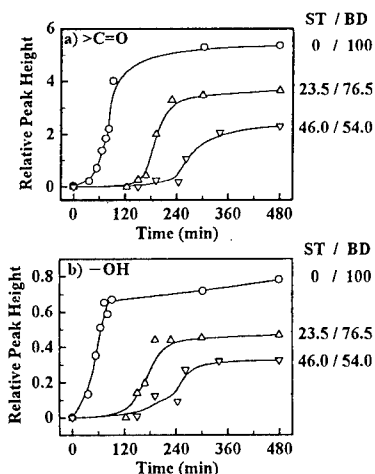 ST / BD
a) >C=O
0 / 100
23.5 / 76.5
46.0 / 54.0
Relative Peak Height
6
4
2
0
0 120 240 360 480
Time (min)
ST / BD
b) −OH
0 / 100
23.5 / 76.5
46.0 / 54.0
Relative Peak Height
0.8
0.6
0.4
0.2
0
0 120 240 360 480
Time (min)